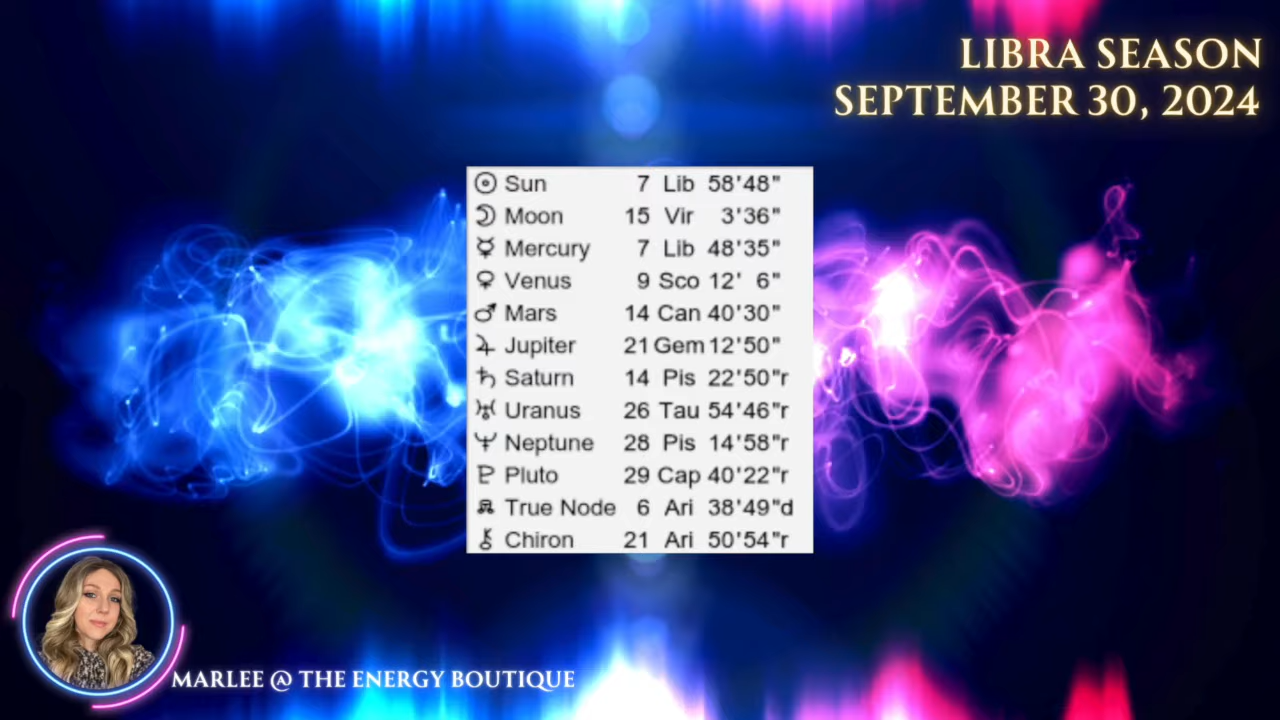 LIBRA SEASON
SEPTEMBER 30, 2024
Sun 7 Lib 58'48"
Moon 15 Vir 3'36"
Mercury 7 Lib 48'35"
Venus 9 Sco 12' 6"
Mars 14 Can 40'30"
Jupiter 21 Gem 12'50"
Saturn 14 Pis 22'50"r
Uranus 26 Tau 54'46"r
Neptune 28 Pis 14'58"r
Pluto 29 Cap 40'22"r
True Node 6 Ari 38'49"d
Chiron 21 Ari 50'54"r
MARLEE @ THE ENERGY BOUTIQUE